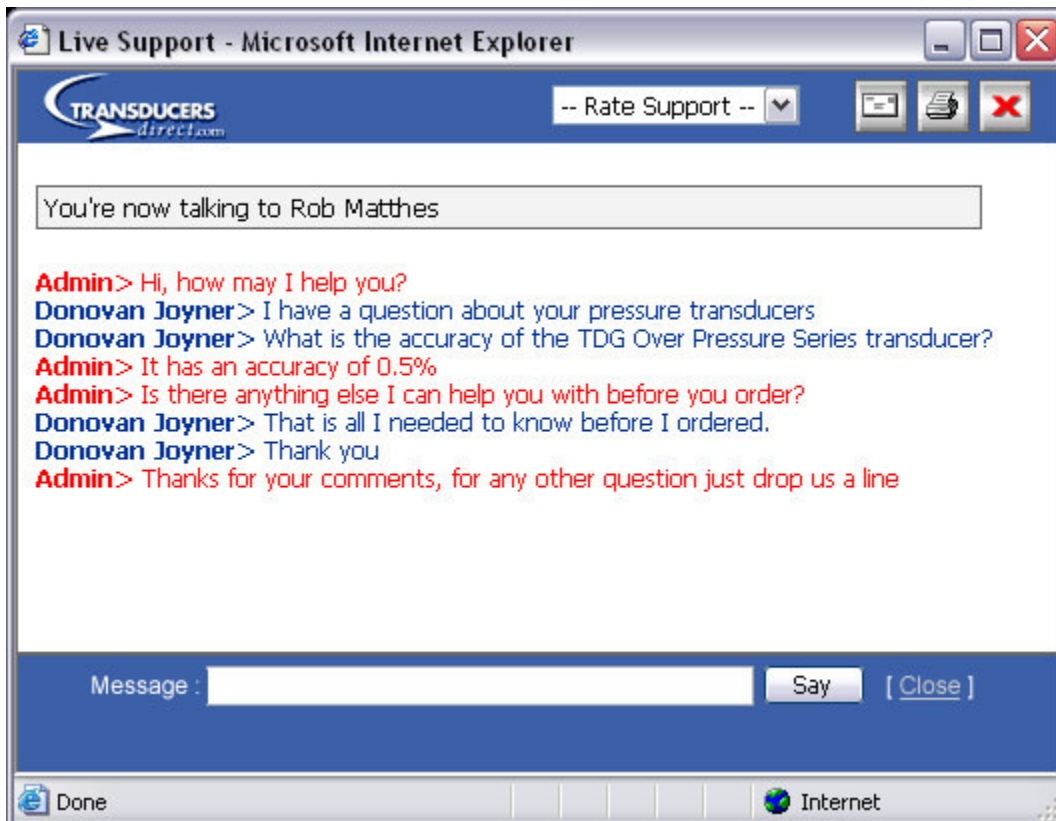 Live Support - Microsoft Internet Explorer
TRANSDUCERS
direct.com
-- Rate Support --
You're now talking to Rob Matthes
Admin> Hi, how may I help you?
Donovan Joyner> I have a question about your pressure transducers
Donovan Joyner> What is the accuracy of the TDG Over Pressure Series transducer?
Admin> It has an accuracy of 0.5%
Admin> Is there anything else I can help you with before you order?
Donovan Joyner> That is all I needed to know before I ordered.
Donovan Joyner> Thank you
Admin> Thanks for your comments, for any other question just drop us a line
Message : Say [ Close ]
Done Internet